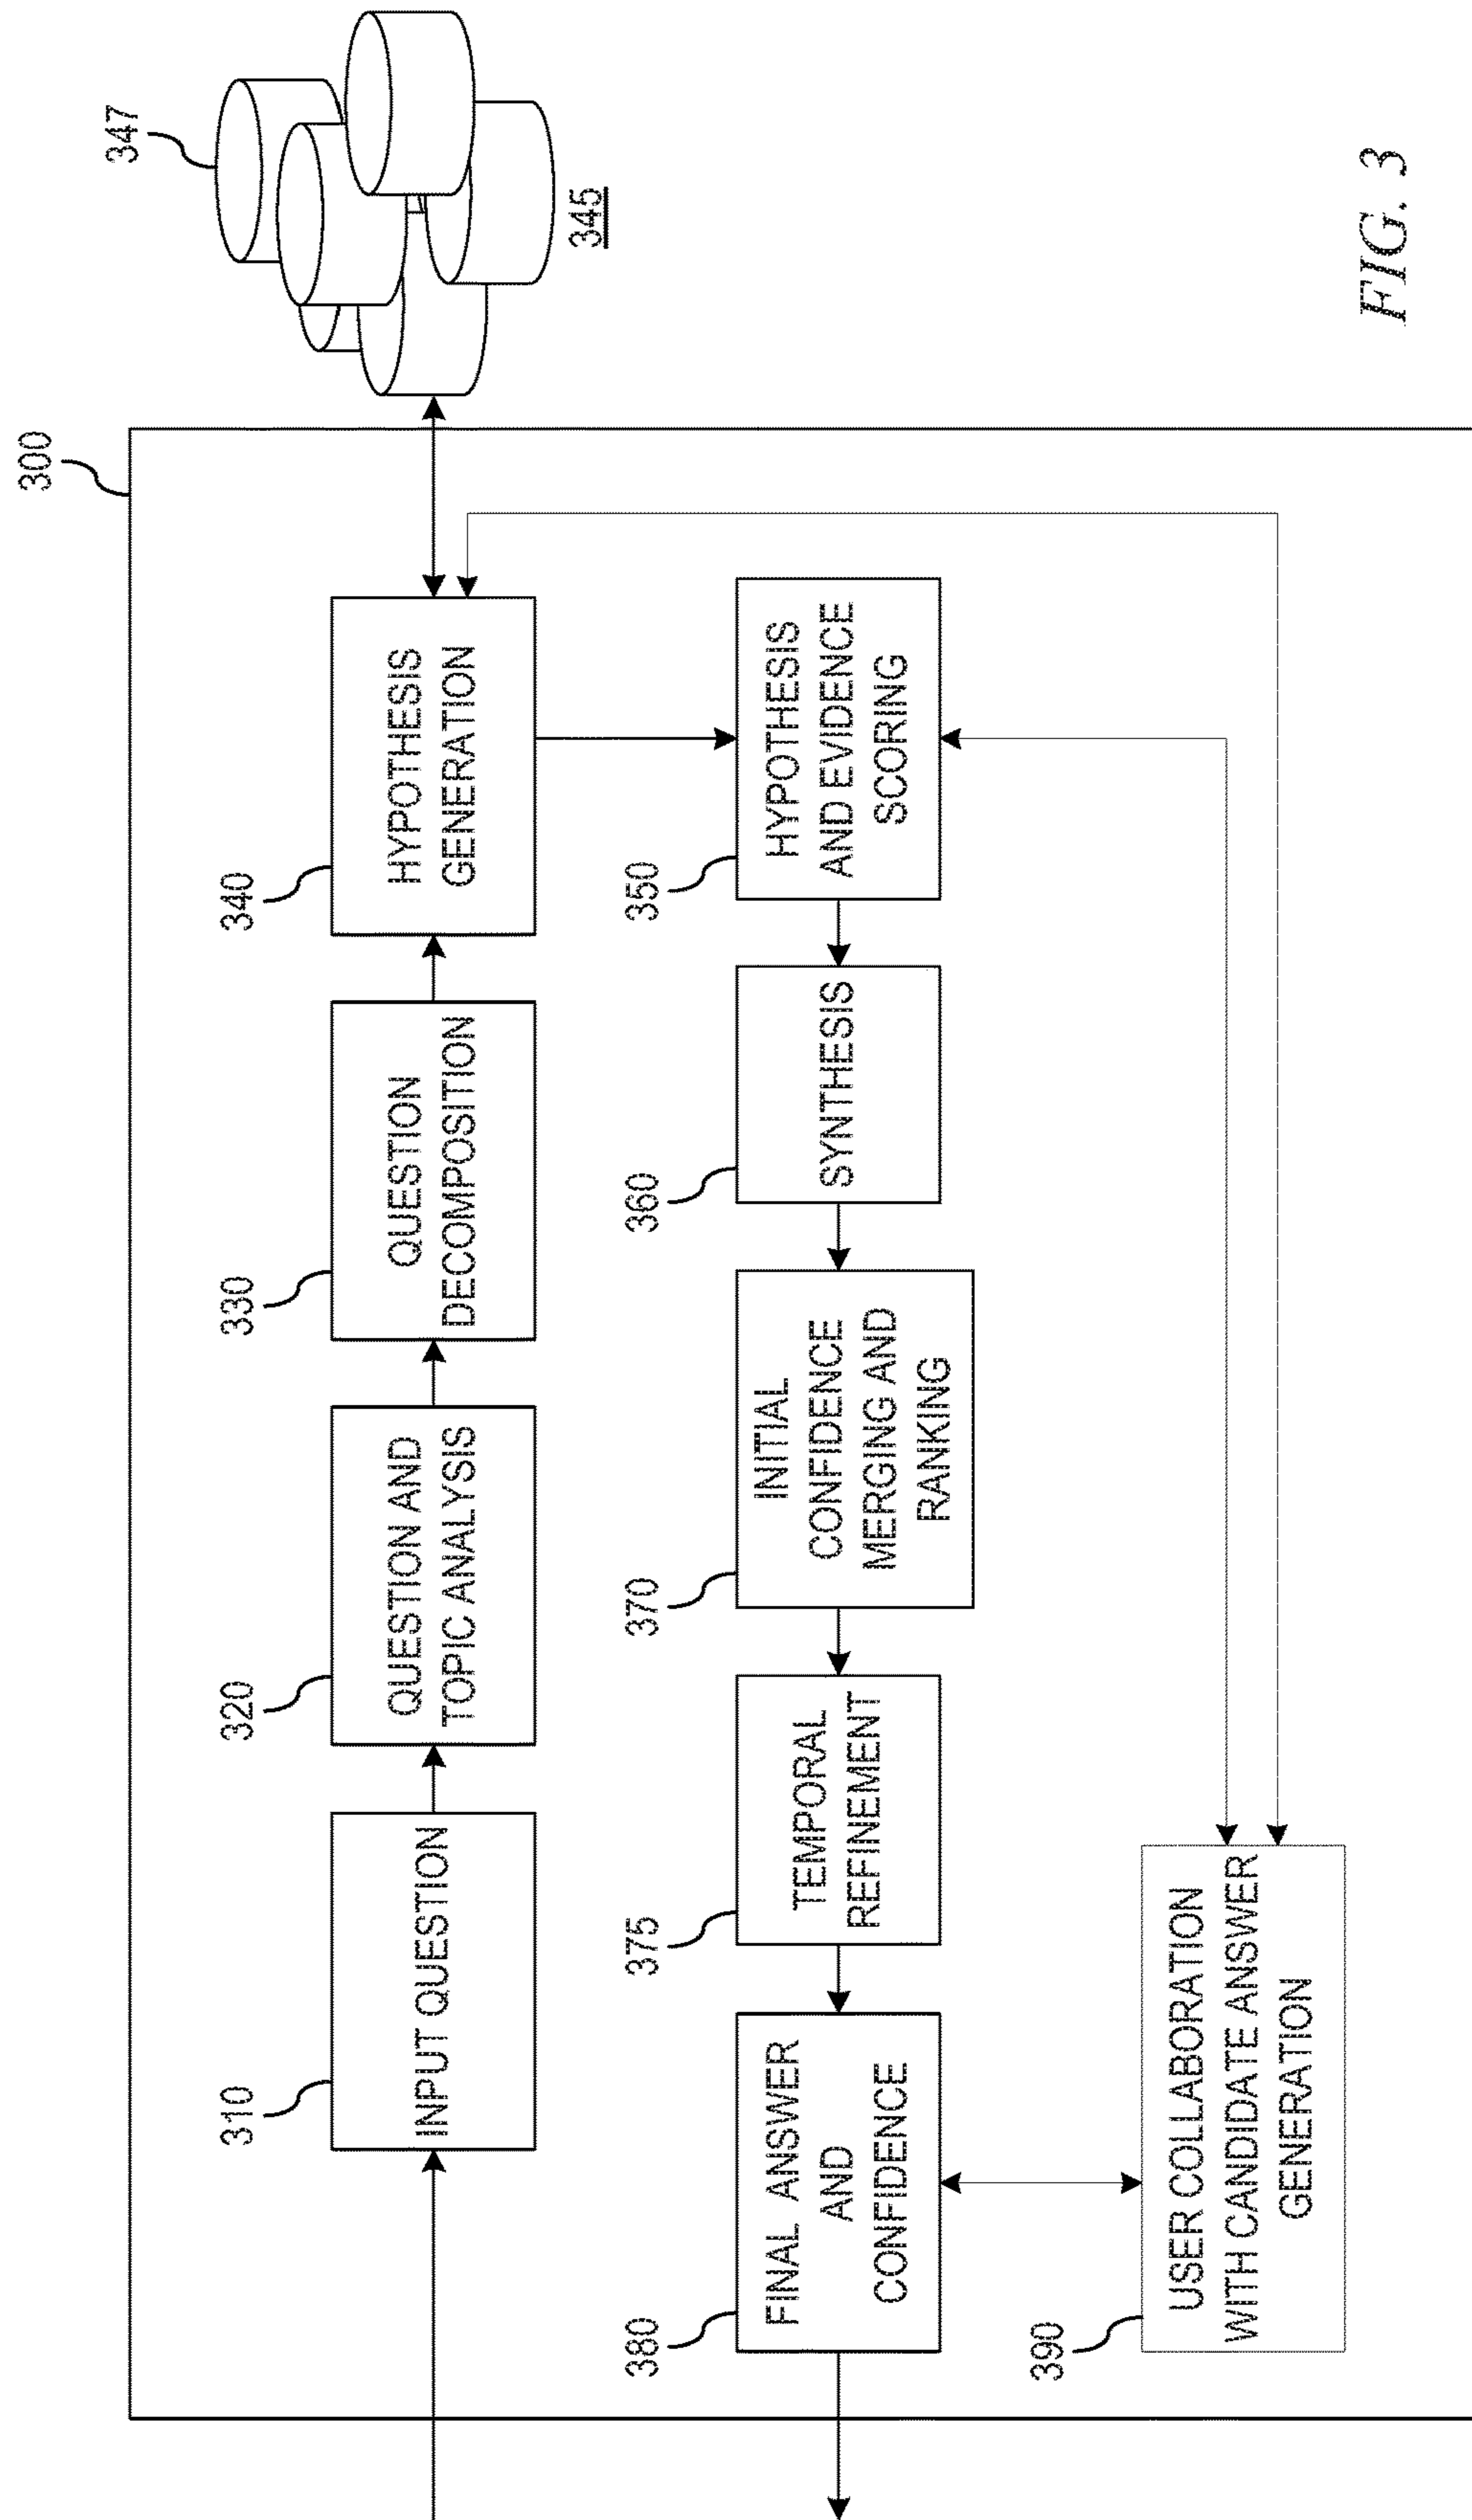 300
310
INPUT QUESTION
320
QUESTION AND
TOPIC ANALYSIS
330
QUESTION
DECOMPOSITION
340
HYPOTHESIS
GENERATION
347
345
380
FINAL ANSWER
AND
CONFIDENCE
375
TEMPORAL
REFINEMENT
370
INITIAL
CONFIDENCE
MERGING AND
RANKING
360
SYNTHESIS
350
HYPOTHESIS
AND EVIDENCE
SCORING
390
USER COLLABORATION
WITH CANDIDATE ANSWER
GENERATION
FIG. 3